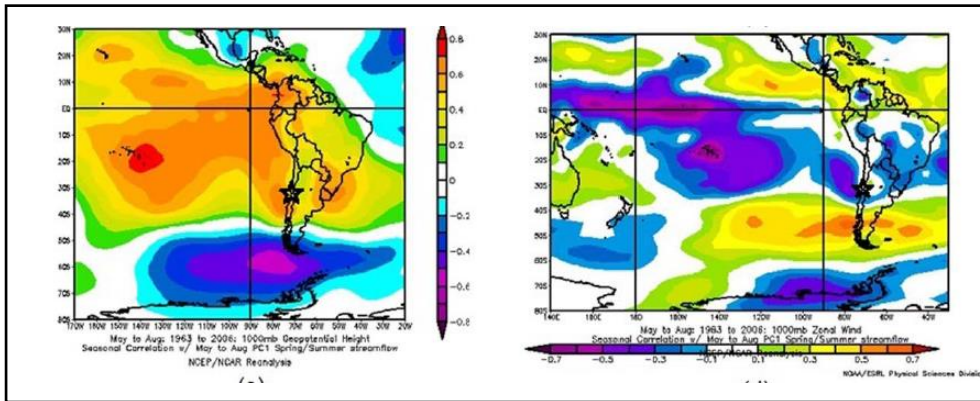 30N
20N
10N
EQ
10S
20S
30S
40S
50S
60S
70S
80S
170W 160W 150W 140W 130W 120W 110W 100W 90W 80W 70W 60W 50W 40W 30W 20W
0.8
0.6
0.4
0.2
0
-0.2
-0.4
-0.6
-0.8
May to Aug: 1963 to 2006: 1000mb Geopotential Height
Seasonal Correlation w/ May to Aug PC1 Spring/Summer streamflow
NCEP/NCAR Reanalysis
30N
20N
10N
EQ
10S
20S
30S
40S
50S
60S
70S
80S
140E 160E 180 160W 140W 120W 100W 80W 60W 40W
May to Aug: 1963 to 2006: 1000mb Zonal Wind
Seasonal Correlation w/ May to Aug PC1 Spring/Summer streamflow
NCEP/NCAR Reanalysis
-0.7 -0.5 -0.3 -0.1 0.1 0.3 0.5 0.7
NOAA/ESRL Physical Sciences Divisio